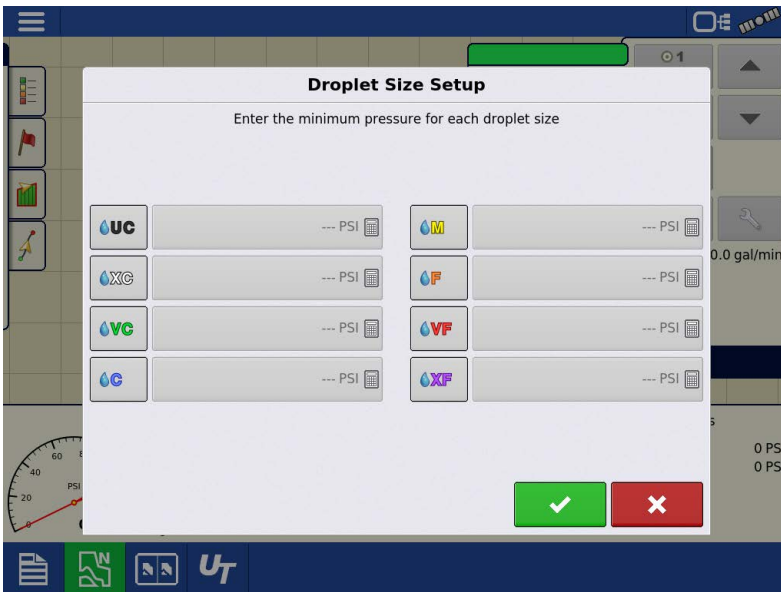 1
Droplet Size Setup
Enter the minimum pressure for each droplet size
UC --- PSI
M --- PSI
XC --- PSI
F --- PSI
0.0 gal/min
VC --- PSI
VF --- PSI
C --- PSI
XF --- PSI
60
40
20
0
PSI
0 PS
0 PS
N
UT